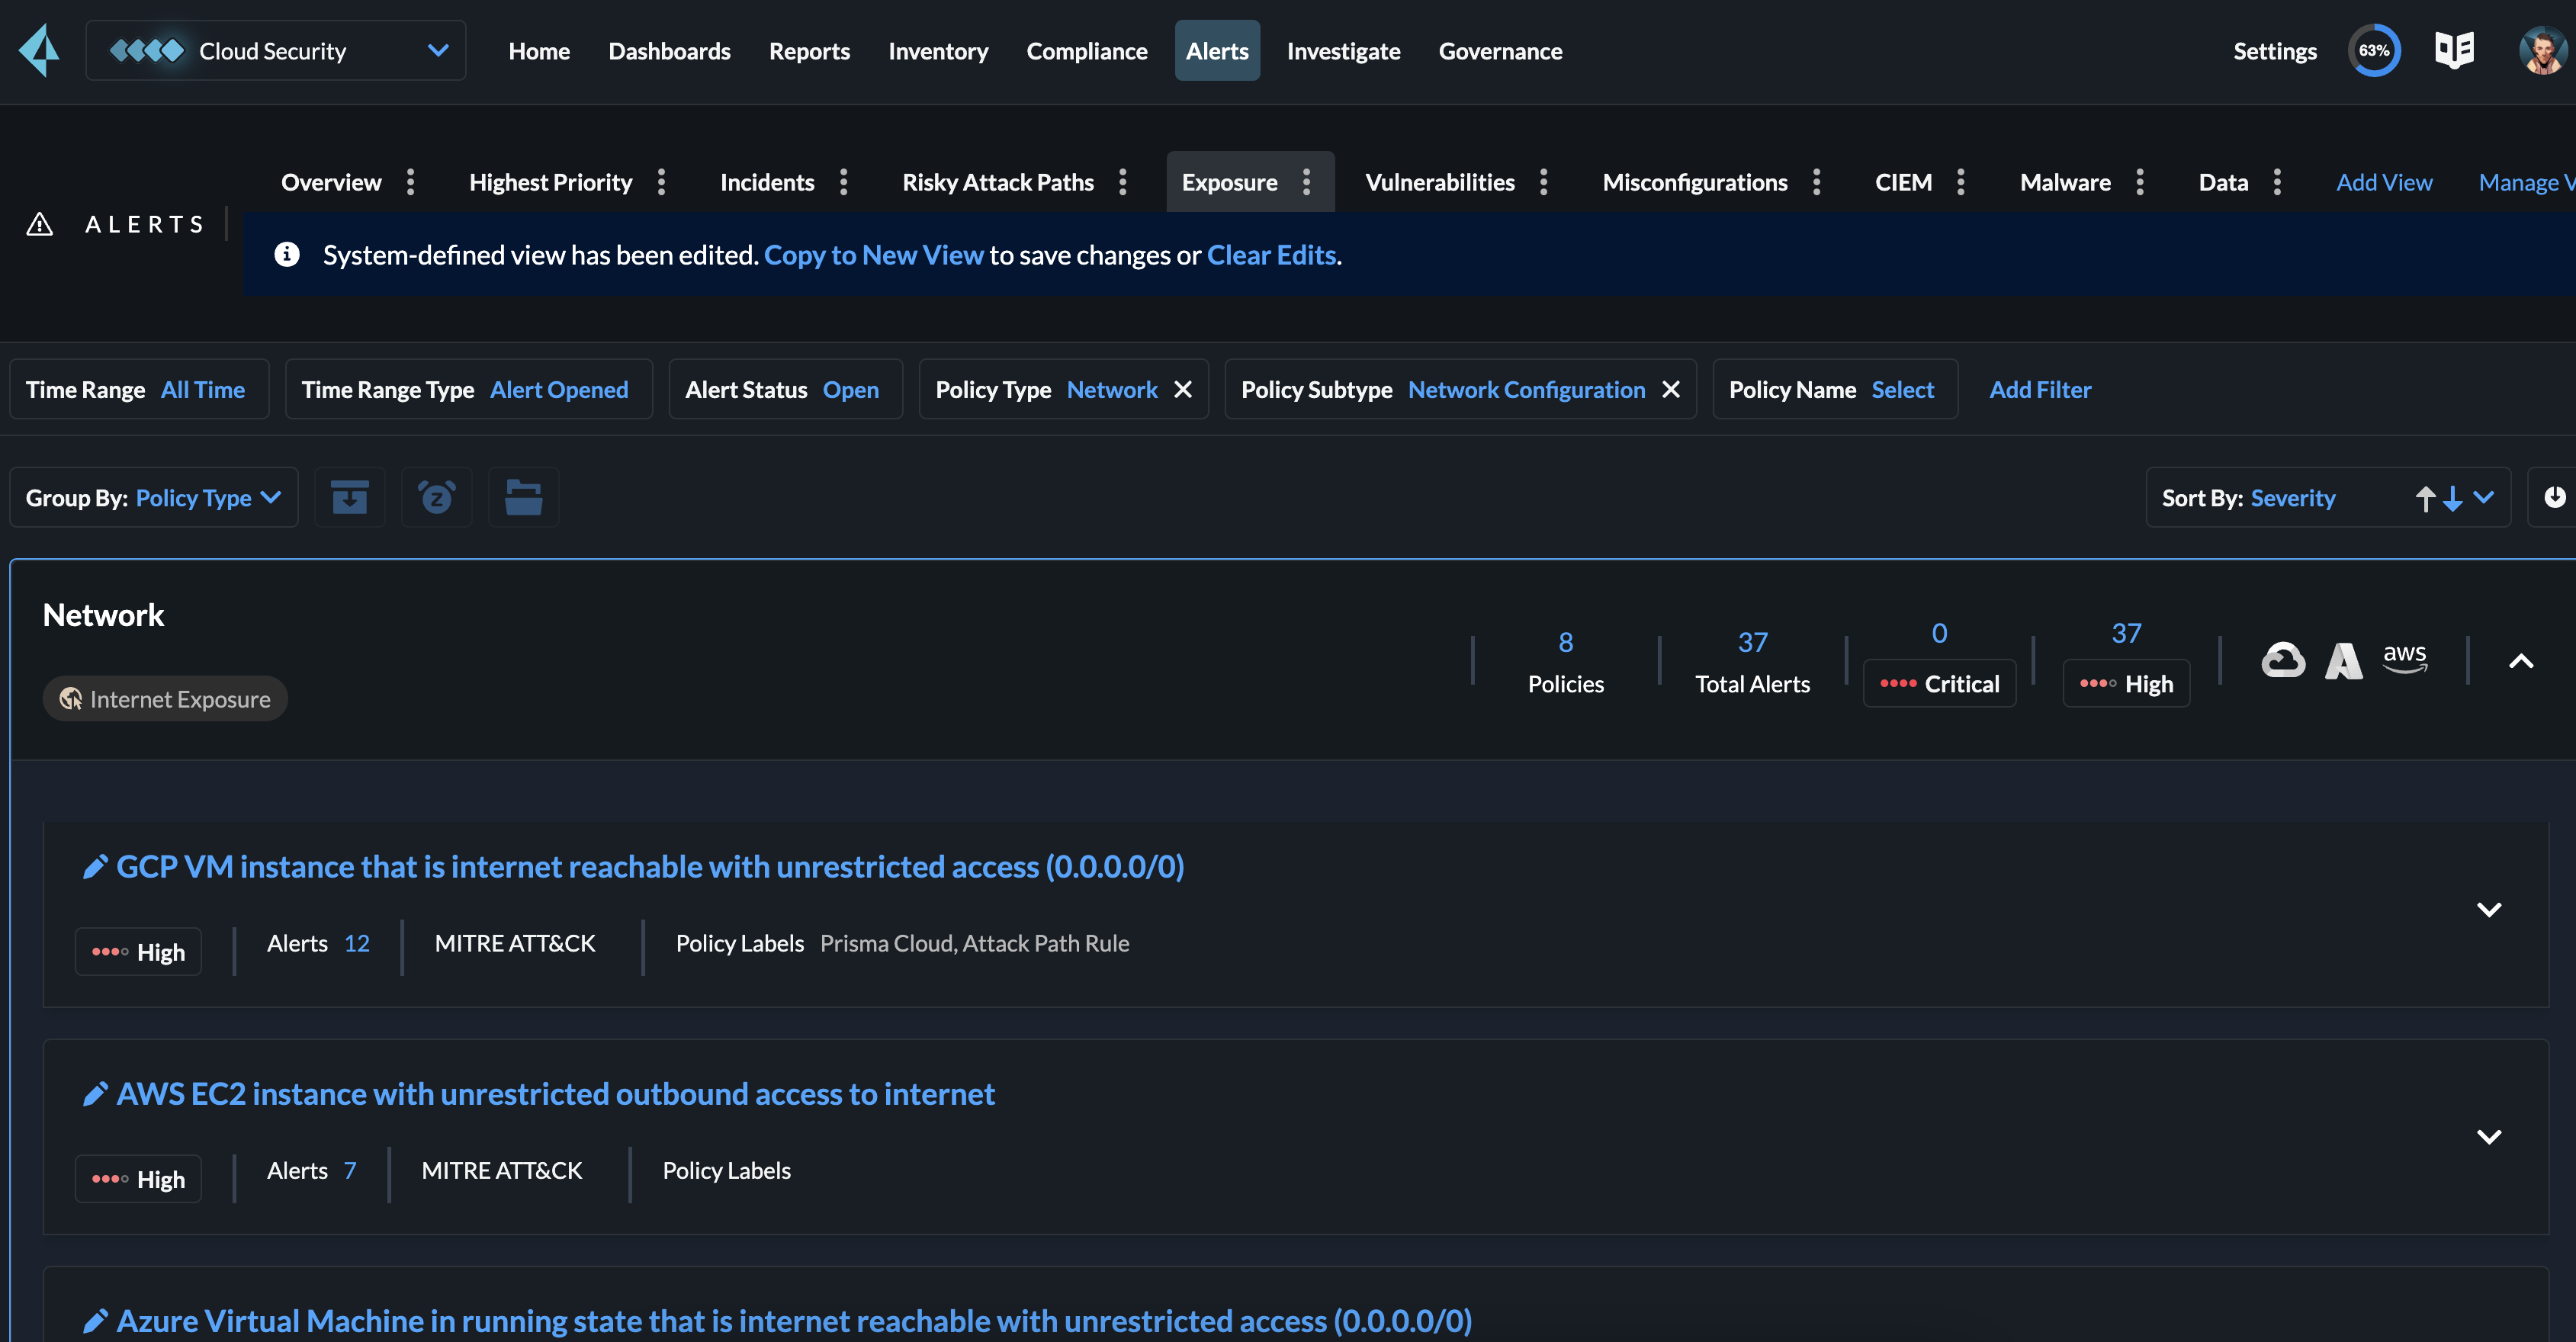 Cloud Security Home Dashboards Reports Inventory Compliance Alerts Investigate Governance Settings 63%
Overview Highest Priority Incidents Risky Attack Paths Exposure Vulnerabilities Misconfigurations CIEM Malware Data Add View Manage V
ALERTS
System-defined view has been edited. Copy to New View to save changes or Clear Edits.
Time Range All Time Time Range Type Alert Opened Alert Status Open Policy Type Network Policy Subtype Network Configuration Policy Name Select Add Filter
Group By: Policy Type Sort By: Severity
Network
Internet Exposure
8 Policies
37 Total Alerts
0 Critical
37 High
aws
GCP VM instance that is internet reachable with unrestricted access (0.0.0.0/0)
High Alerts 12 MITRE ATT&CK Policy Labels Prisma Cloud, Attack Path Rule
AWS EC2 instance with unrestricted outbound access to internet
High Alerts 7 MITRE ATT&CK Policy Labels
Azure Virtual Machine in running state that is internet reachable with unrestricted access (0.0.0.0/0)